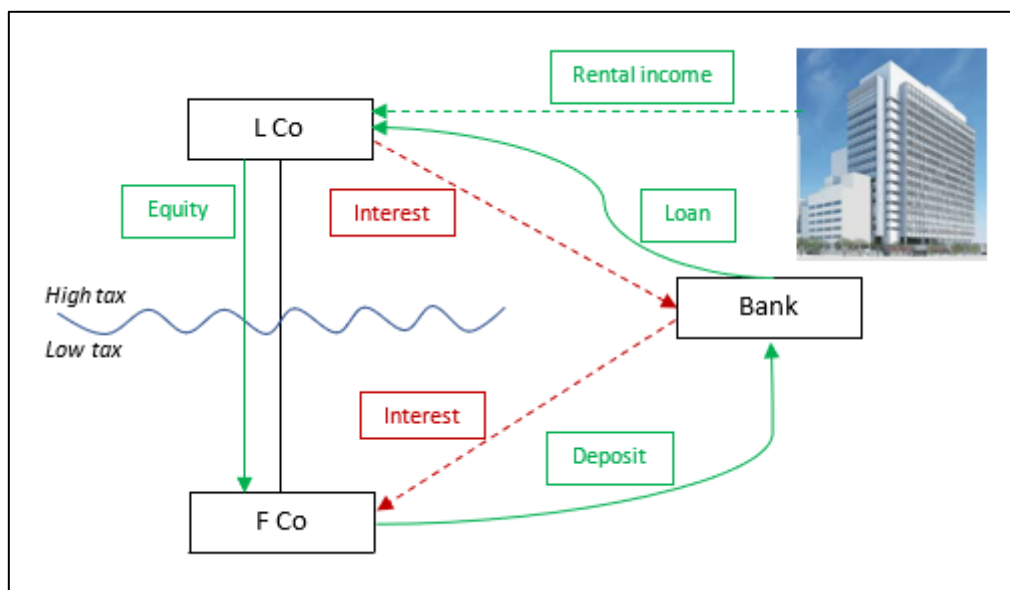 Rental income
L Co
Equity
Interest
Loan
High tax
Bank
Low tax
Interest
Deposit
F Co